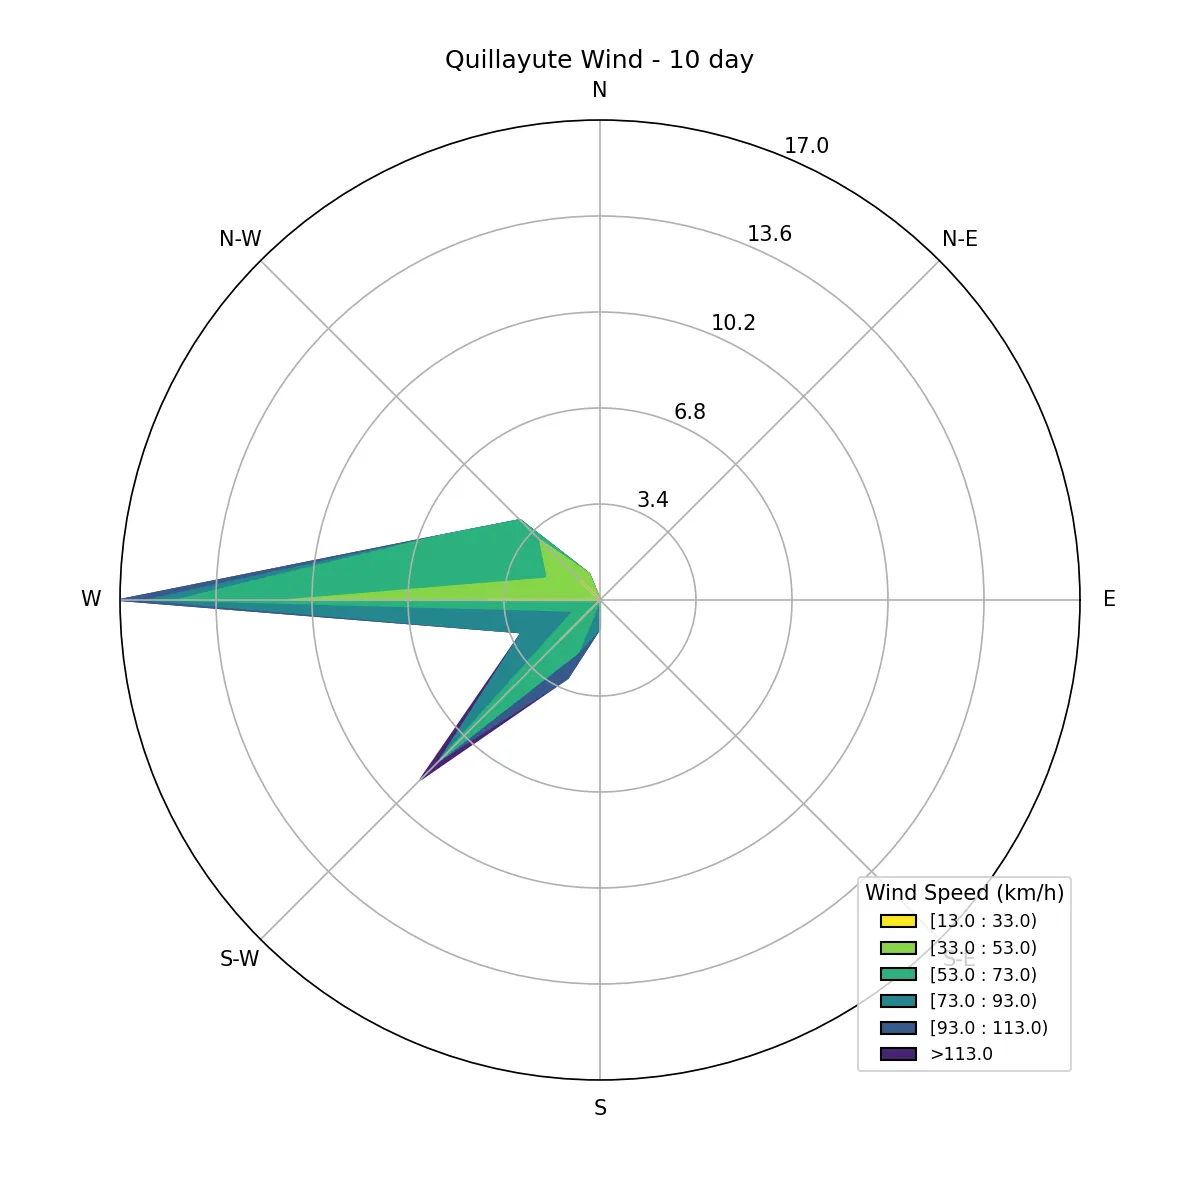 Quillayute Wind - 10 day
N
17.0
N-W
13.6
N-E
10.2
6.8
3.4
W
E
S-W
S-E
S
Wind Speed (km/h)
[13.0 : 33.0)
[33.0 : 53.0)
[53.0 : 73.0)
[73.0 : 93.0)
[93.0 : 113.0)
>113.0